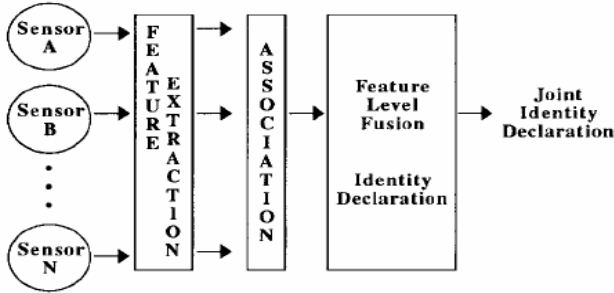 Sensor
A
Sensor
B
Sensor
N
FEATURE
EXTRACTION
ASSOCIATION
Feature
Level
Fusion
Identity
Declaration
Joint
Identity
Declaration